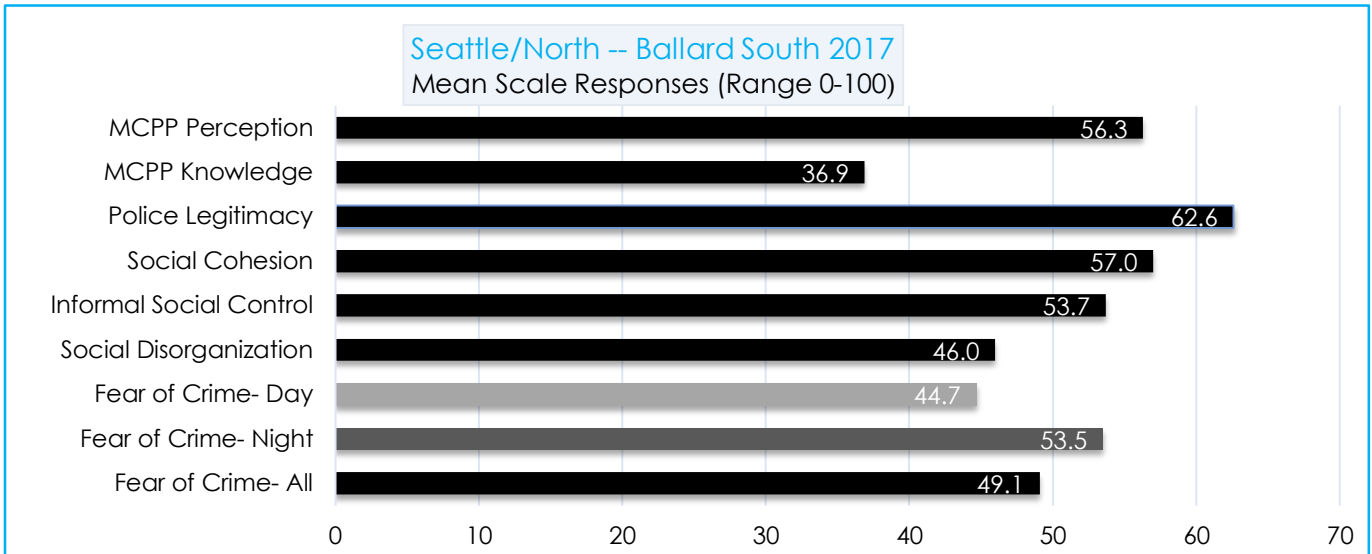 Seattle/North -- Ballard South 2017
Mean Scale Responses (Range 0-100)
MCPP Perception 56.3
MCPP Knowledge 36.9
Police Legitimacy 62.6
Social Cohesion 57.0
Informal Social Control 53.7
Social Disorganization 46.0
Fear of Crime- Day 44.7
Fear of Crime- Night 53.5
Fear of Crime- All 49.1
0 10 20 30 40 50 60 70